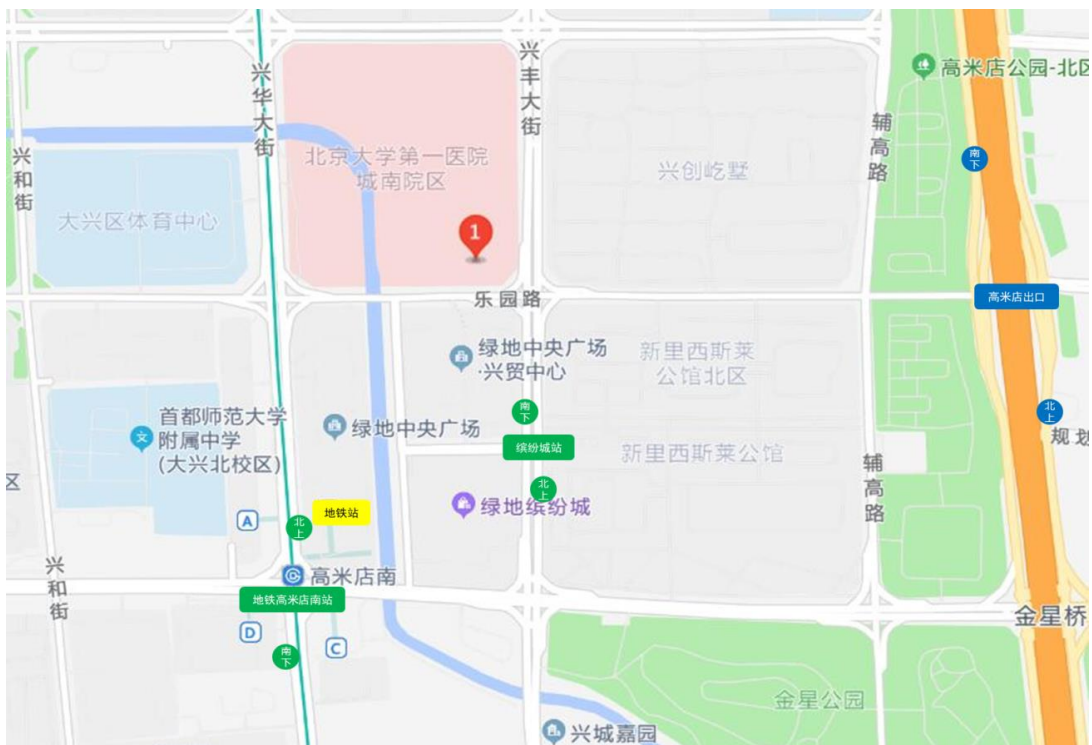 兴华大街
兴丰大街
高米店公园-北区
辅高路
南下
兴和街
北京大学第一医院
城南院区
兴创屹墅
大兴区体育中心
1
高米店出口
乐园路
绿地中央广场
·兴贸中心
新里西斯莱
公馆北区
南下
北上
规划
首都师范大学
附属中学
(大兴北校区)
绿地中央广场
缤纷城站
新里西斯莱公馆
区
辅高路
北上
绿地缤纷城
地铁站
A
北上
兴和街
高米店南
地铁高米店南站
金星桥
D
C
南下
金星公园
兴城嘉园